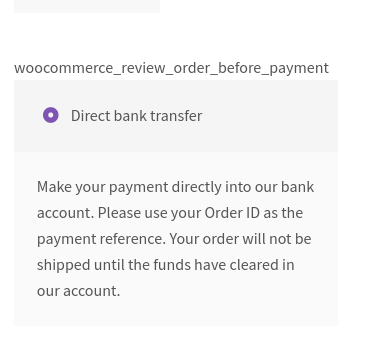 woocommerce_review_order_before_payment
Direct bank transfer
Make your payment directly into our bank
account. Please use your Order ID as the
payment reference. Your order will not be
shipped until the funds have cleared in
our account.